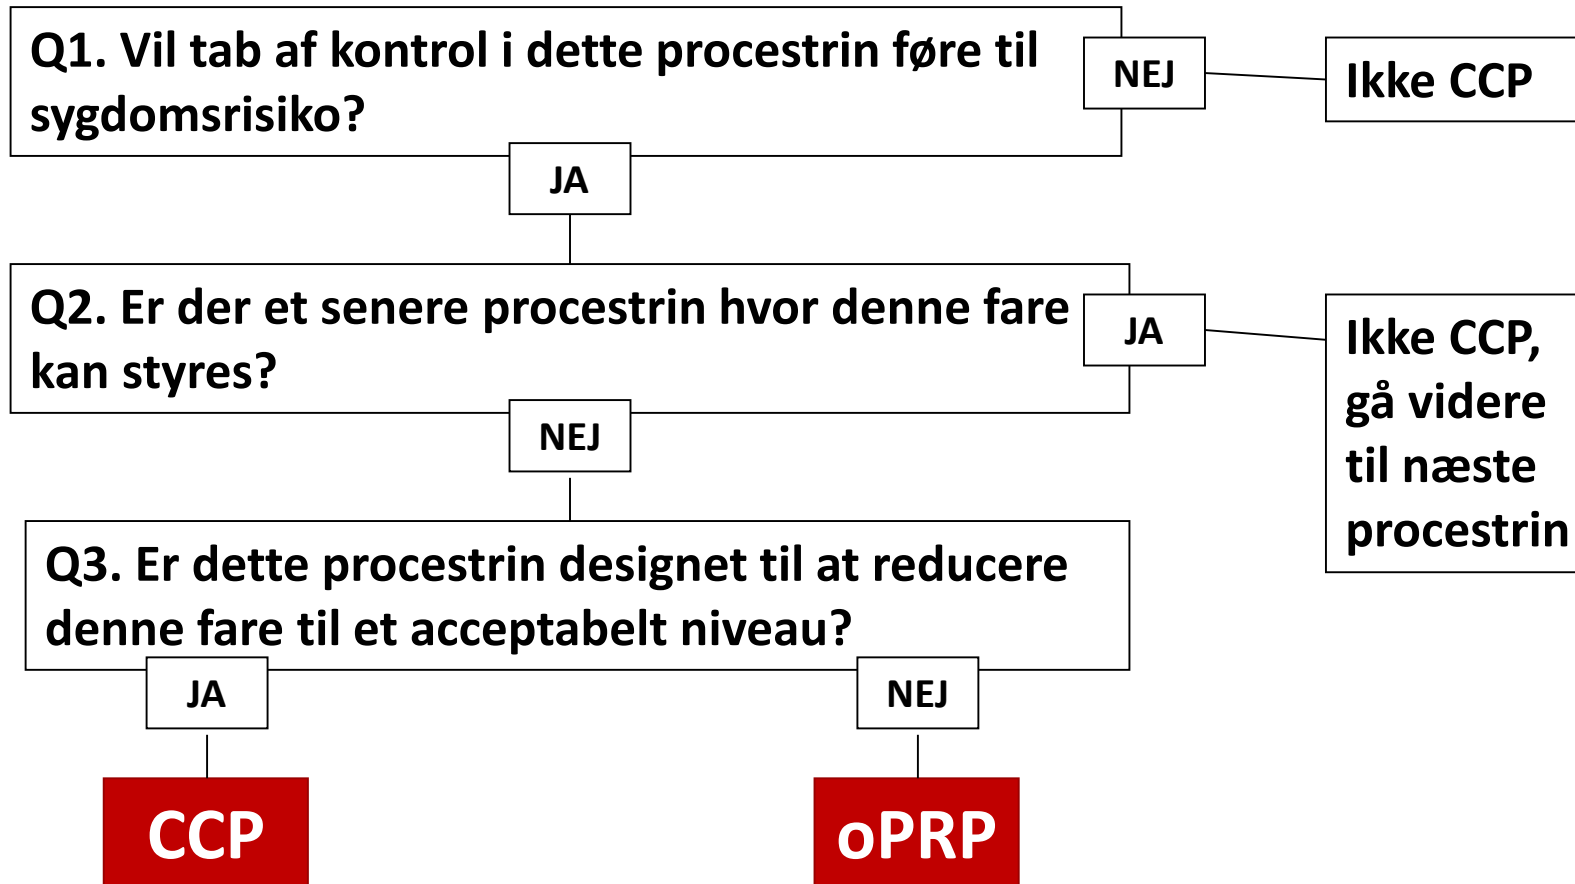 Q1. Vil tab af kontrol i dette procestrin føre til
sygdomsrisiko?
NEJ
Ikke CCP
JA
Q2. Er der et senere procestrin hvor denne fare
kan styres?
JA
Ikke CCP,
gå videre
til næste
procestrin
NEJ
Q3. Er dette procestrin designet til at reducere
denne fare til et acceptabelt niveau?
JA
NEJ
CCP
oPRP